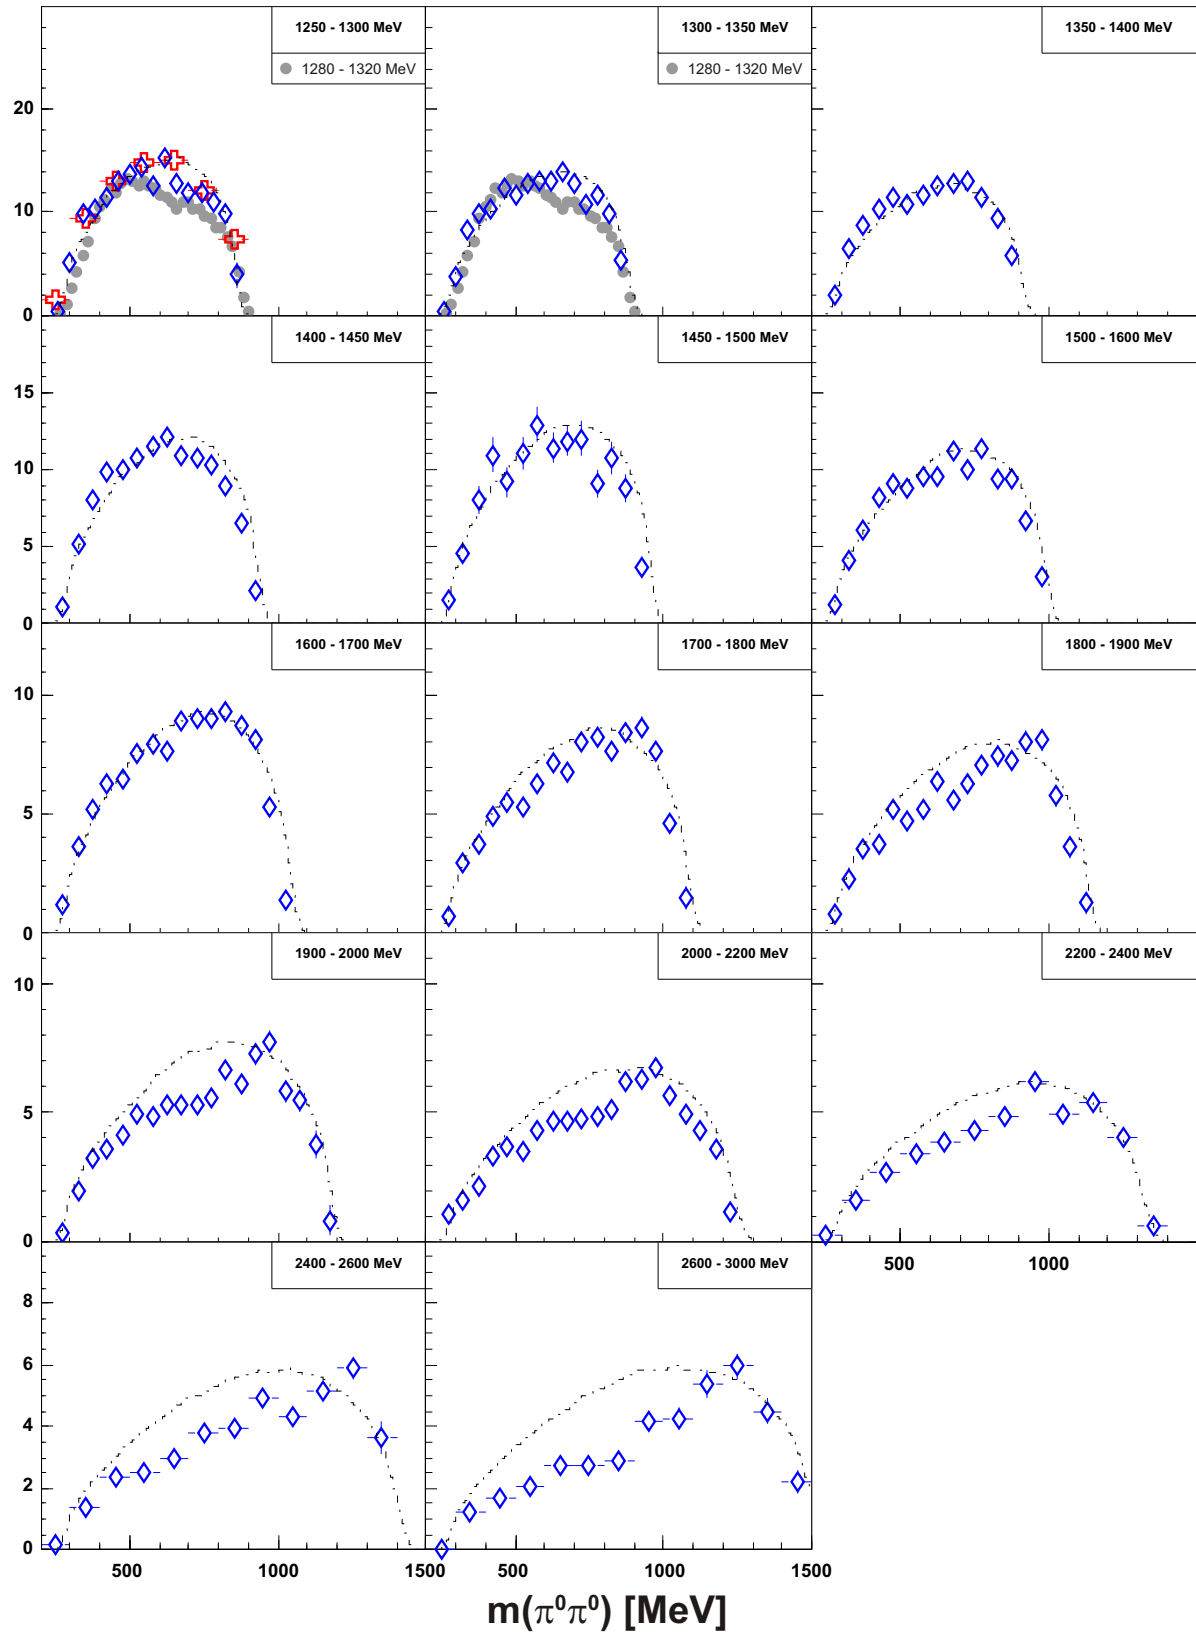 1250 - 1300 MeV
1300 - 1350 MeV
1350 - 1400 MeV
1280 - 1320 MeV
1280 - 1320 MeV
20
10
0
1400 - 1450 MeV
1450 - 1500 MeV
1500 - 1600 MeV
15
10
5
0
1600 - 1700 MeV
1700 - 1800 MeV
1800 - 1900 MeV
10
5
0
1900 - 2000 MeV
2000 - 2200 MeV
2200 - 2400 MeV
10
5
0
500 1000
2400 - 2600 MeV
2600 - 3000 MeV
8
6
4
2
0
500 1000 1500 500 1000 1500
m(π⁰π⁰) [MeV]